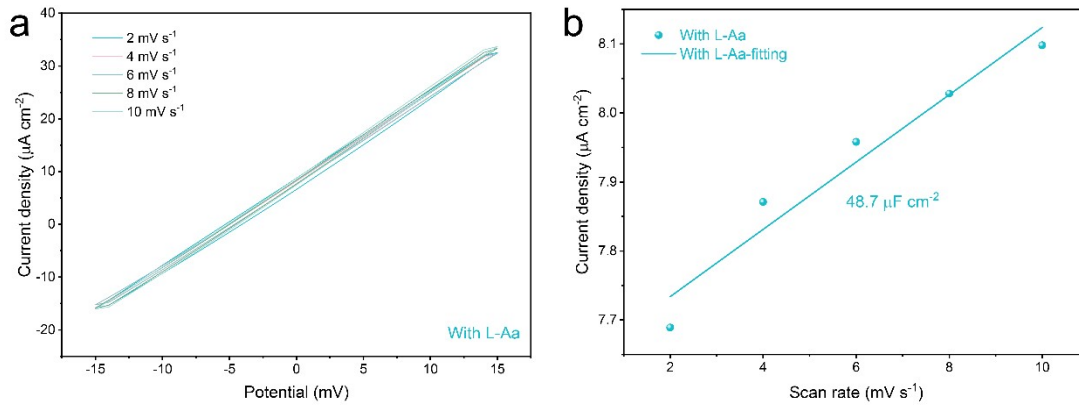 a
2 mV s⁻¹
4 mV s⁻¹
6 mV s⁻¹
8 mV s⁻¹
10 mV s⁻¹
40
30
20
10
0
-10
-20
Current density (µA cm⁻²)
-15
-10
-5
0
5
10
15
Potential (mV)
With L-Aa
b
With L-Aa
With L-Aa-fitting
8.1
8.0
7.9
7.8
7.7
Current density (µA cm⁻²)
48.7 µF cm⁻²
2
4
6
8
10
Scan rate (mV s⁻¹)